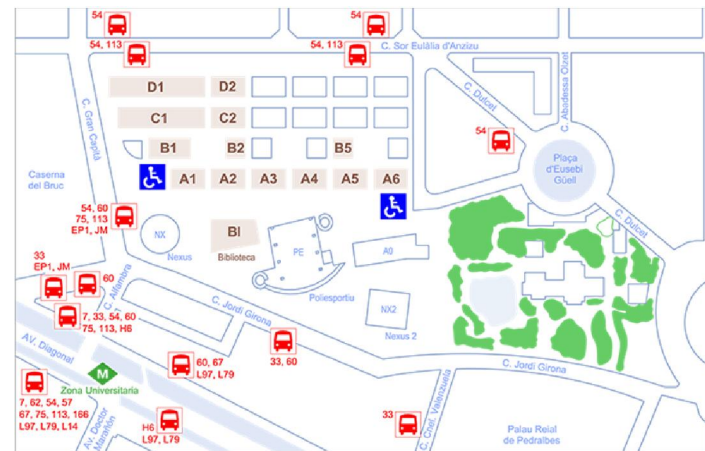 54
54
54, 113
54, 113
C. Sor Eulàlia d'Anzizu
D1
D2
C. Gran Capità
C1
C2
B1
B2
B5
C. Dulcet
C. Abadessa Olzet
54
Plaça
d'Eusebi
Güell
Caserna
del Bruc
A1
A2
A3
A4
A5
A6
54, 60
75, 113
EP1, JM
NX
Nexus
BI
Biblioteca
PE
Poliesportiu
A0
C. Dulcet
33
EP1, JM
60
C. Alfambra
C. Jordi Girona
NX2
Nexus 2
7, 33, 54, 60
75, 113, H6
AV. Diagonal
M
Zona Universitaria
60, 67
L97, L79
33, 60
C. Jordi Girona
7, 62, 54, 57
67, 75, 113, 166
L97, L79, L14
Av. Doctor
Marañón
H6
L97, L79
33
C. Cnel. Valenzuela
Palau Reial
de Pedralbes